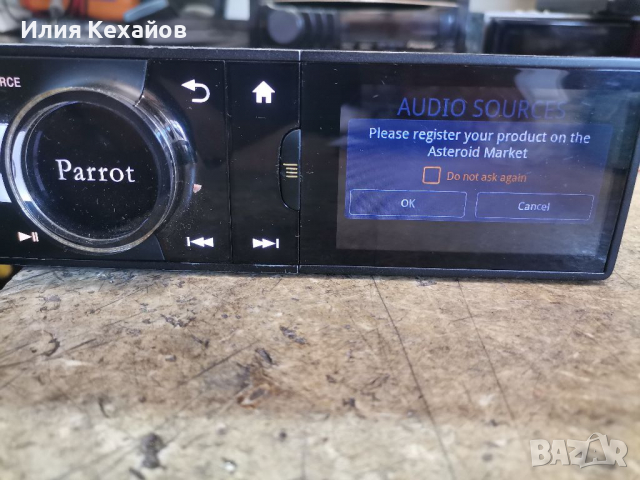 Илия Кехайов
RCE
Parrot
AUDIO SOURCES
Please register your product on the
Asteroid Market
Do not ask again
OK
Cancel
BAZAR